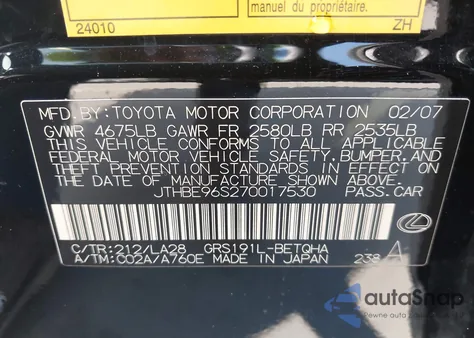 manuel du propriétaire.
24010 ZH
MFD. BY: TOYOTA MOTOR CORPORATION 02/07
GVWR 4675LB GAWR FR 2580LB RR 2535LB
THIS VEHICLE CONFORMS TO ALL APPLICABLE
FEDERAL MOTOR VEHICLE SAFETY, BUMPER,
AND THEFT PREVENTION STANDARDS IN EFFECT
ON THE DATE OF MANUFACTURE SHOWN ABOVE.
JTHBE96S270017530 PASS.CAR
C/TR:212/LA28 GRS191L-BETQHA
A/TM:C02A/A760E MADE IN JAPAN 238 A
autoSnap